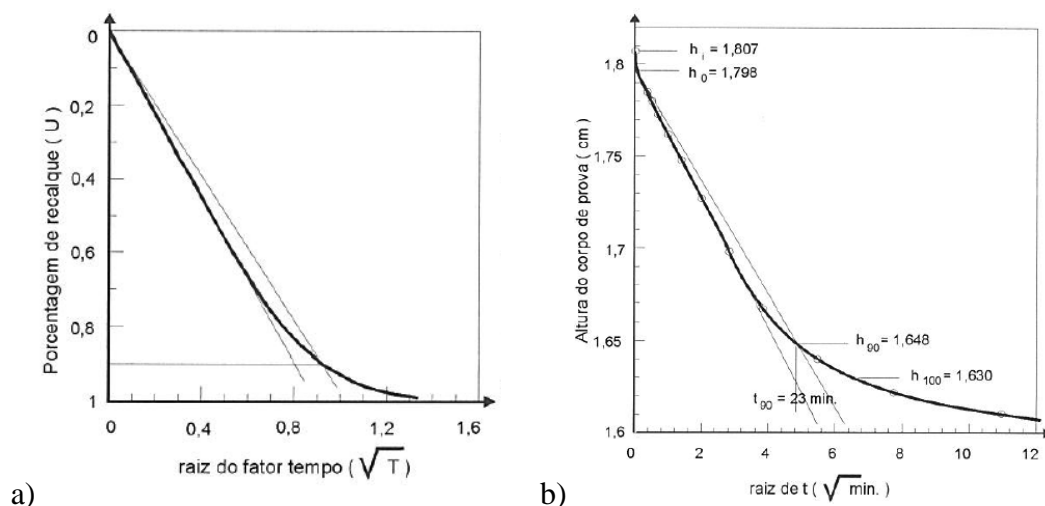 0
0,2
0,4
0,6
0,8
1
0
0,4
0,8
1,2
1,6
Porcentagem de recalque ( U )
raiz do fator tempo ( √T )
a)
1,8
1,75
1,7
1,65
1,6
0
2
4
6
8
10
12
Altura do corpo de prova ( cm )
h i = 1,807
h 0 = 1,798
h 90 = 1,648
h 100 = 1,630
t 90 = 23 min.
raiz de t ( √min. )
b)